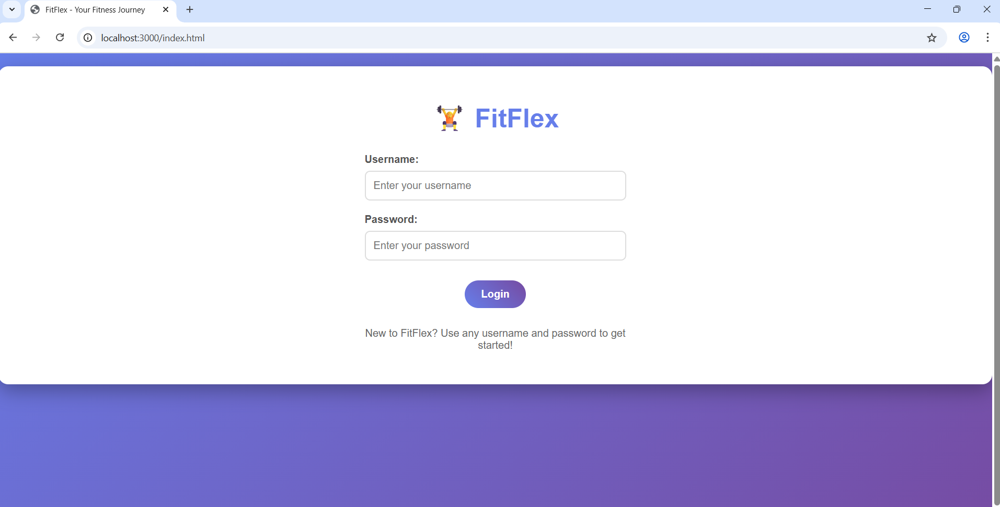 FitFlex - Your Fitness Journey
localhost:3000/index.html
FitFlex
Username:
Enter your username
Password:
Enter your password
Login
New to FitFlex? Use any username and password to get
started!